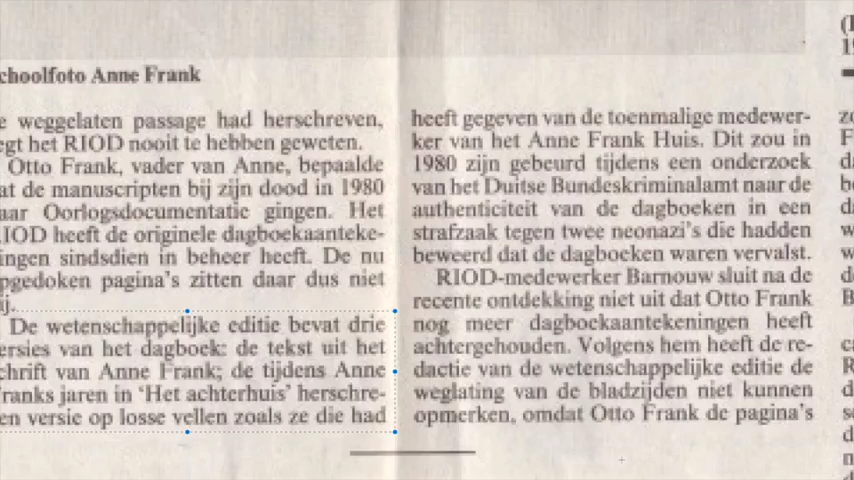 choolfoto Anne Frank
e weggelaten passage had herschreven,
egt het RIOD nooit te hebben geweten.
Otto Frank, vader van Anne, bepaalde
at de manuscripten bij zijn dood in 1980
aar Oorlogsdocumentatie gingen. Het
RIOD heeft de originele dagboekaanteke-
ingen sindsdien in beheer heeft. De nu
pgedoken pagina's zitten daar dus niet
ij.
De wetenschappelijke editie bevat drie
ersies van het dagboek: de tekst uit het
chrift van Anne Frank; de tijdens Anne
Franks jaren in 'Het achterhuis' herschre-
en versie op losse vellen zoals ze die had
heeft gegeven van de toenmalige medewer-
ker van het Anne Frank Huis. Dit zou in
1980 zijn gebeurd tijdens een onderzoek
van het Duitse Bundeskriminalamt naar de
authenticiteit van de dagboeken in een
strafzaak tegen twee neonazi's die hadden
beweerd dat de dagboeken waren vervalst.
RIOD-medewerker Barnouw sluit na de
recente ontdekking niet uit dat Otto Frank
nog meer dagboekaantekeningen heeft
achtergehouden. Volgens hem heeft de re-
dactie van de wetenschappelijke editie de
weglating van de bladzijden niet kunnen
opmerken, omdat Otto Frank de pagina's